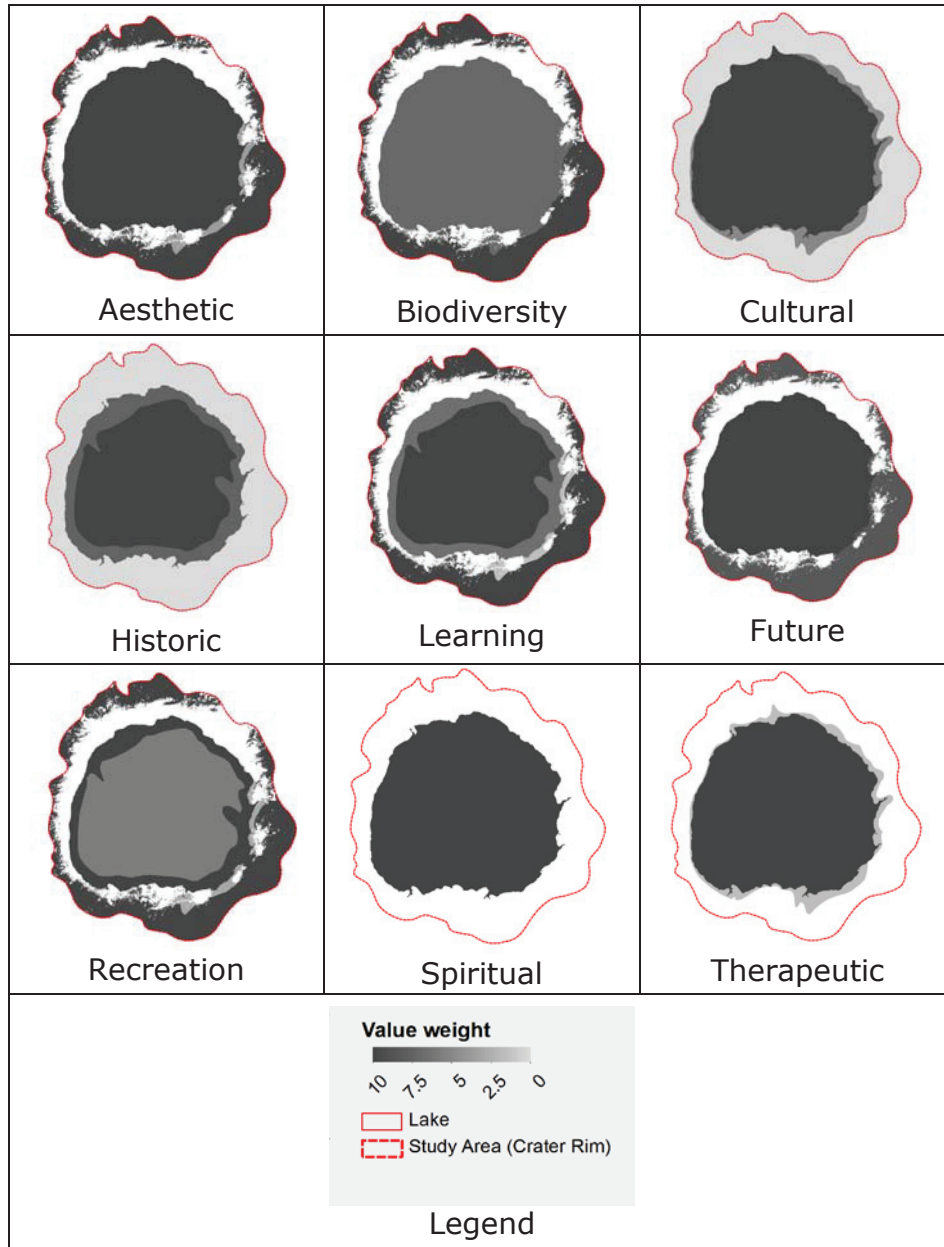 Aesthetic
Biodiversity
Cultural
Historic
Learning
Future
Recreation
Spiritual
Therapeutic
Value weight
10 7.5 5 2.5 0
Lake
Study Area (Crater Rim)
Legend